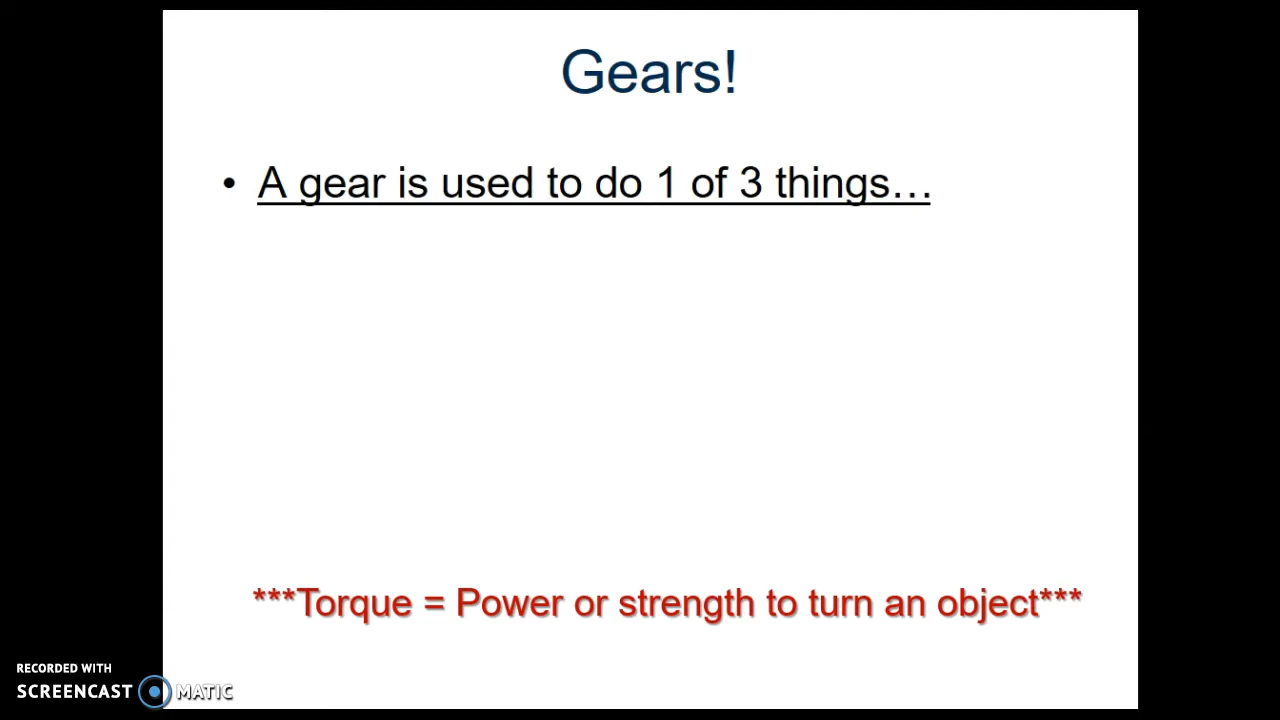 Gears!
• A gear is used to do 1 of 3 things…
***Torque = Power or strength to turn an object***
RECORDED WITH
SCREENCAST MATIC